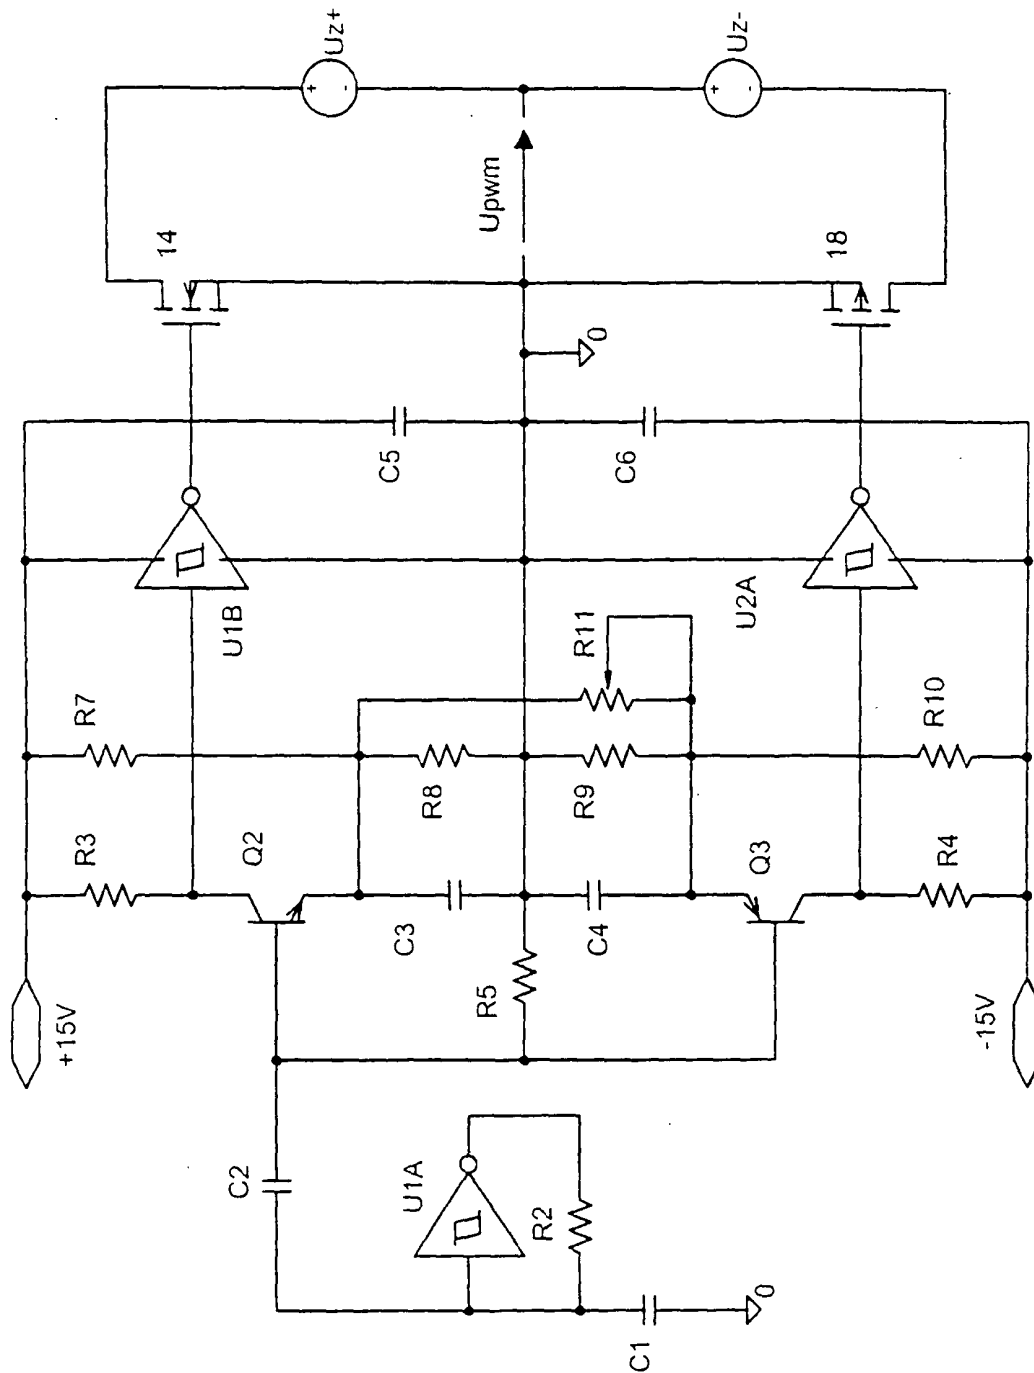 Uz+
Uz-
+
-
+
-
Upwm
14
18
0
C5
C6
U1B
U2A
R11
R7
R8
R9
R10
R3
Q2
C3
C4
Q3
R4
R5
+15V
-15V
C2
U1A
R2
C1
0